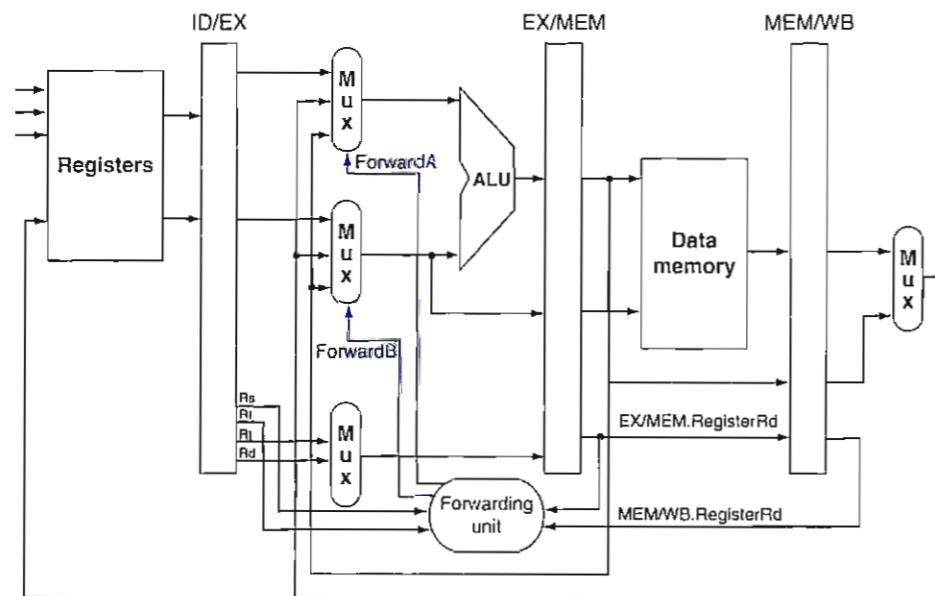 ID/EX
EX/MEM
MEM/WB
Registers
M
u
x
ForwardA
ALU
M
u
x
Data
memory
M
u
x
ForwardB
Rs
Rt
Rt
Rd
M
u
x
EX/MEM.RegisterRd
Forwarding
unit
MEM/WB.RegisterRd